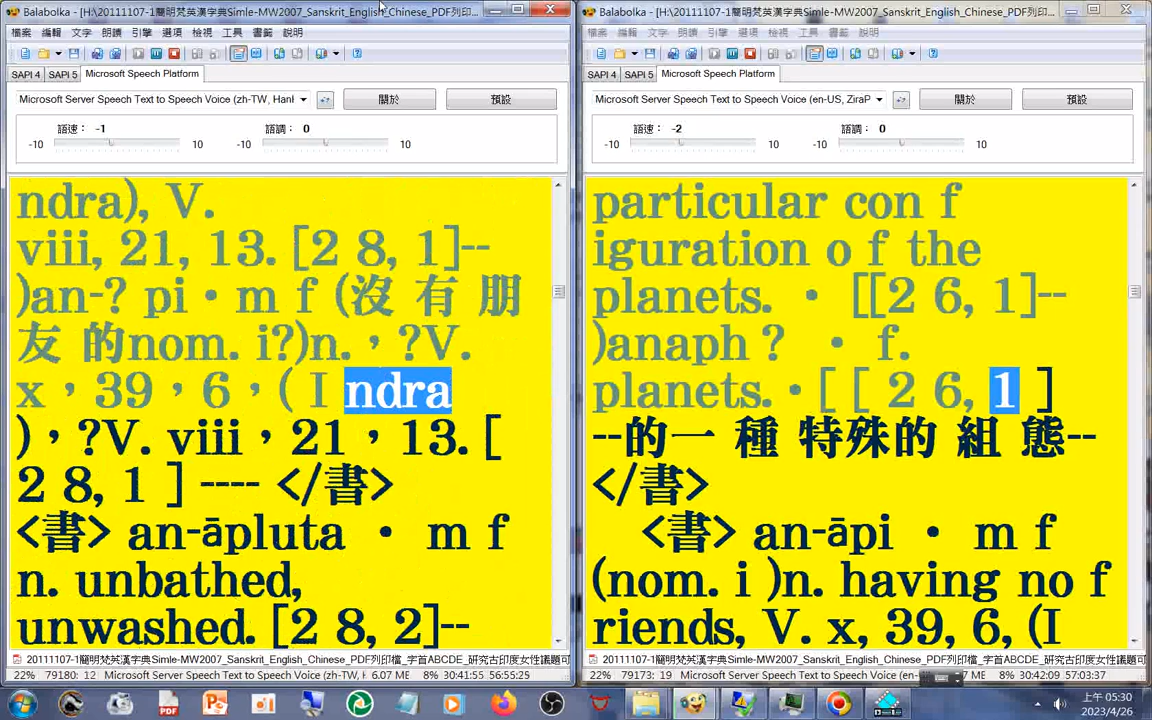 Balabolka - [H:\20111107-1簡明梵英漢字典Simle-MW2007_Sanskrit_English_Chinese_PDF列印...
檔案 編輯 文字 朗讀 引擎 選項 檢視 工具 書籤 說明
SAPI 4 SAPI 5 Microsoft Speech Platform
Microsoft Server Speech Text to Speech Voice (zh-TW, HanH
關於 預設
語速： -1 語調： 0
-10 10 -10 10
ndra), V.
viii, 21, 13. [2 8, 1]--
)an-? pi • m f (沒 有 朋
友 的nom. i?)n.，?V.
x，39，6，( I ndra
)，?V. viii，21，13. [
2 8, 1 ] ---- </書>
<書> an-āpluta • m f
n. unbathed,
unwashed. [2 8, 2]--
20111107-1簡明梵英漢字典Simle-MW2007_Sanskrit_English_Chinese_PDF列印檔_字首ABCDE_研究古印度女性議題可
22% 79180: 12 Microsoft Server Speech Text to Speech Voice (zh-TW, H 6.07 ME 8% 30:41:55 56:55:25
Balabolka - [H:\20111107-1簡明梵英漢字典Simle-MW2007_Sanskrit_English_Chinese_PDF列印...
檔案 編輯 文字 朗讀 引擎 選項 檢視 工具 書籤 說明
SAPI 4 SAPI 5 Microsoft Speech Platform
Microsoft Server Speech Text to Speech Voice (en-US, ZiraP
關於 預設
語速： -2 語調： 0
-10 10 -10 10
particular con f
iguration o f the
planets. • [[2 6, 1]--
)anaph ? • f.
planets. • [ [ 2 6, 1 ]
--的一 種 特殊的 組 態--
</書>
<書> an-āpi • m f
(nom. i )n. having no f
riends, V. x, 39, 6, (I
20111107-1簡明梵英漢字典Simle-MW2007_Sanskrit_English_Chinese_PDF列印檔_字首ABCDE_研究古印度女性議題可
22% 79173: 19 Microsoft Server Speech Text to Speech Voice (en-US, Z 8% 30:42:09 57:03:37
上午 05:30
2023/4/26